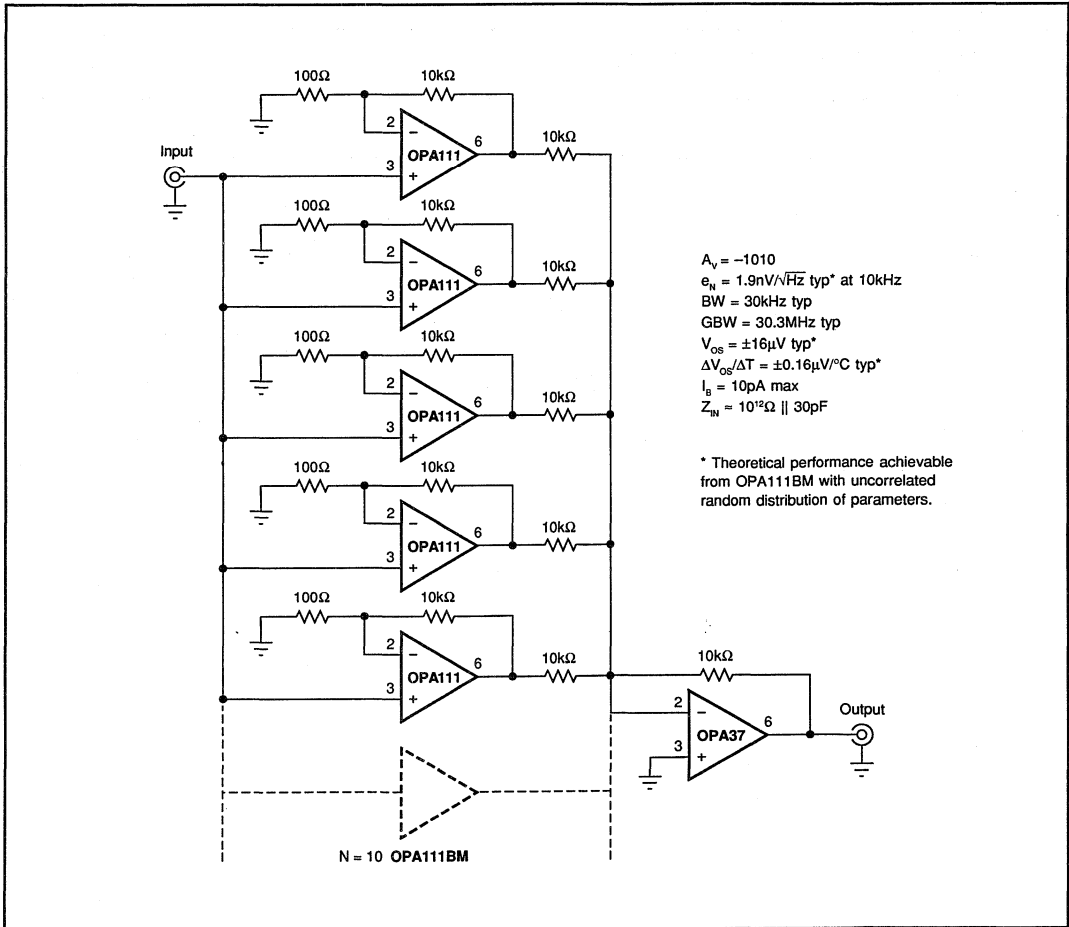 100Ω 10kΩ
2
−
6
10kΩ
OPA111
Input
3
+
100Ω 10kΩ
2
−
6
10kΩ
OPA111
3
+
100Ω 10kΩ
2
−
6
10kΩ
OPA111
3
+
100Ω 10kΩ
2
−
6
10kΩ
OPA111
3
+
100Ω 10kΩ
2
−
6
10kΩ
OPA111
3
+
A_V = −1010
e_N = 1.9nV/√Hz typ* at 10kHz
BW = 30kHz typ
GBW = 30.3MHz typ
V_OS = ±16µV typ*
ΔV_OS/ΔT = ±0.16µV/°C typ*
I_B = 10pA max
Z_IN ≈ 10¹²Ω || 30pF
* Theoretical performance achievable
from OPA111BM with uncorrelated
random distribution of parameters.
10kΩ
2
−
6
Output
OPA37
3
+
N = 10 OPA111BM